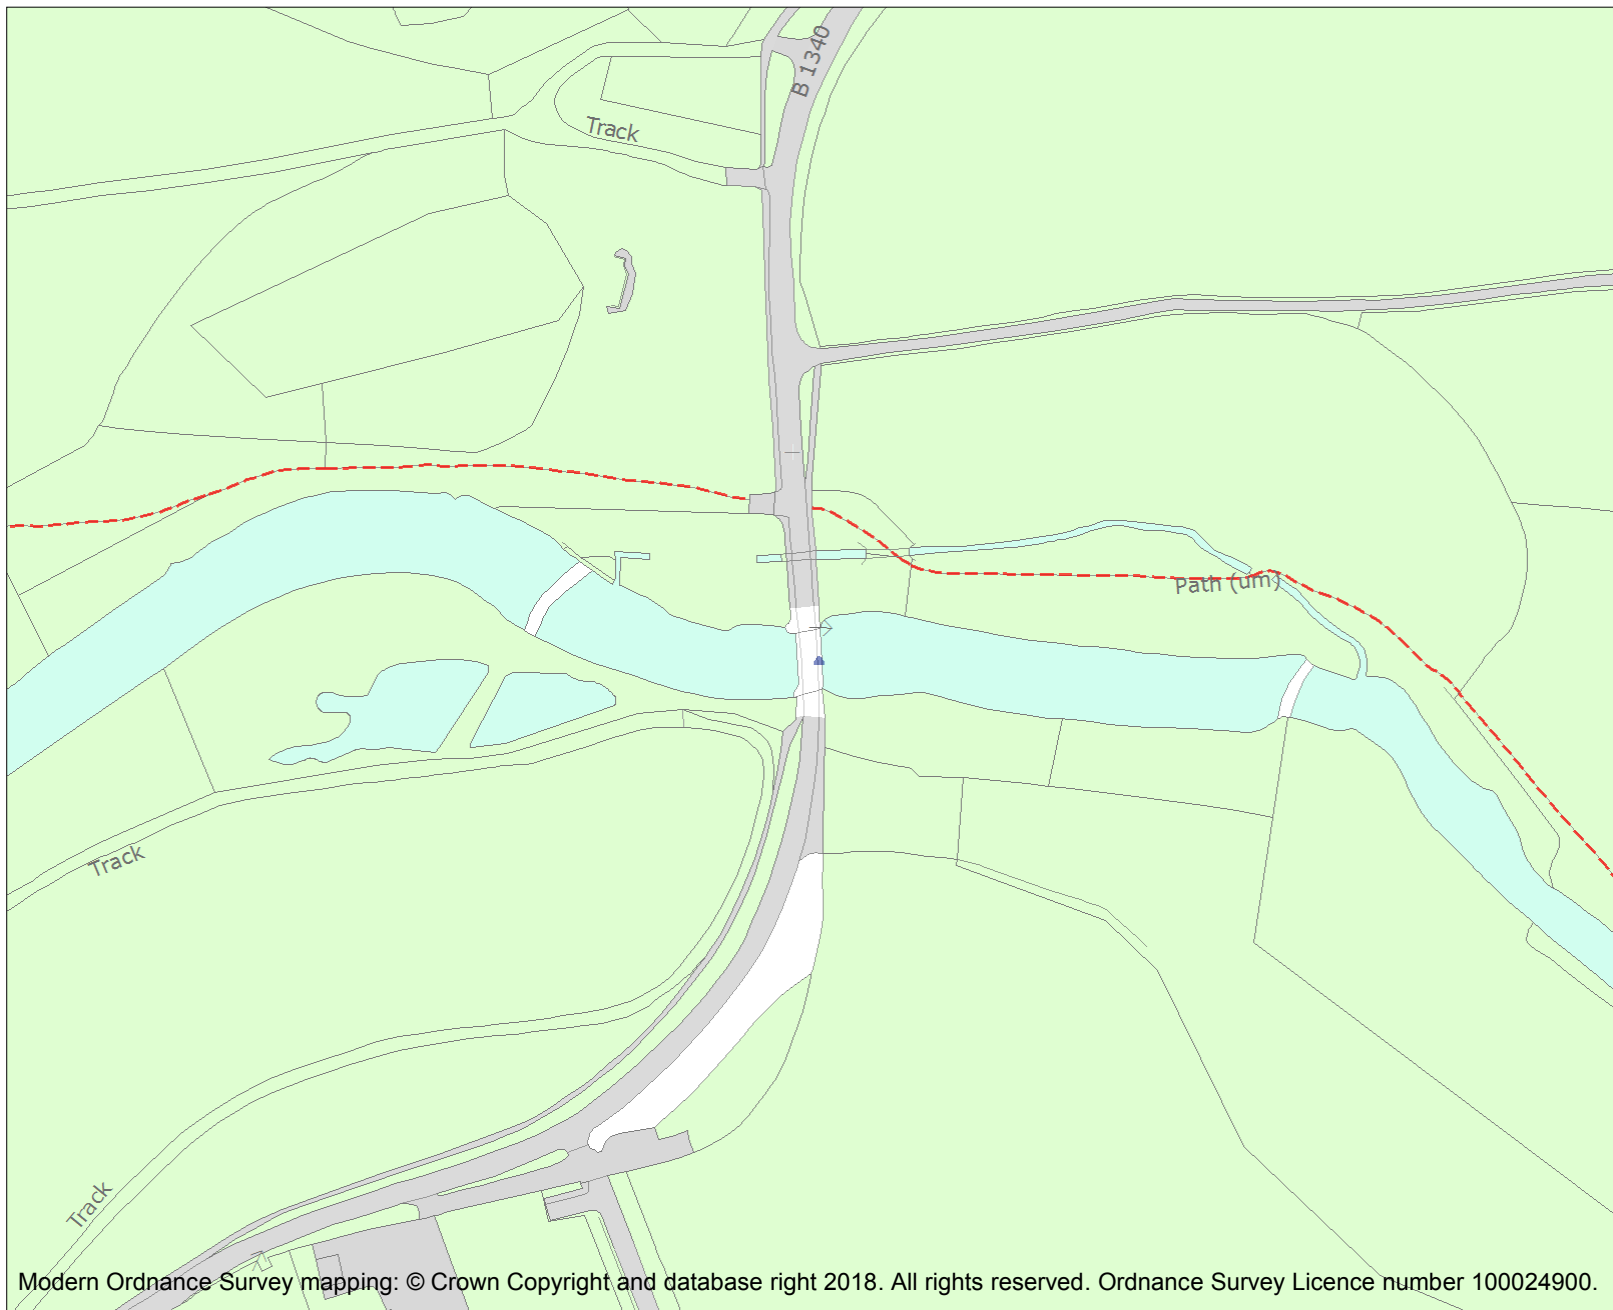 B 1340
Track
Path (um)
Track
Track
Modern Ordnance Survey mapping: © Crown Copyright and database right 2018. All rights reserved. Ordnance Survey Licence number 100024900.